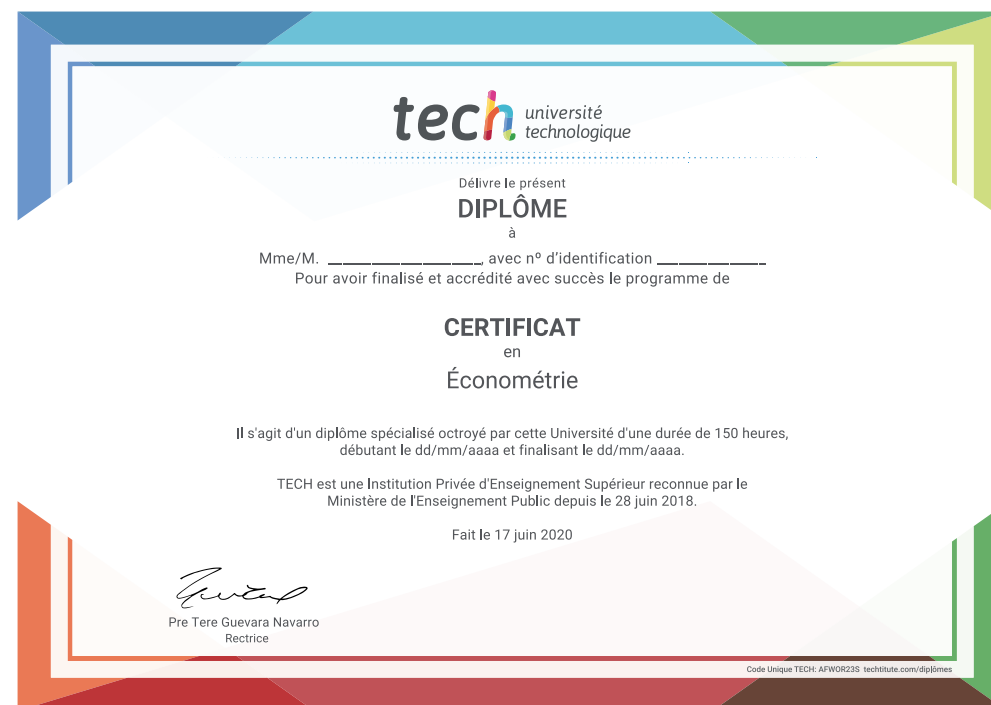 tech université
technologique
Délivre le présent
DIPLÔME
à
Mme/M. ____________________, avec nº d'identification ______________
Pour avoir finalisé et accrédité avec succès le programme de
CERTIFICAT
en
Économétrie
Il s'agit d'un diplôme spécialisé octroyé par cette Université d'une durée de 150 heures,
débutant le dd/mm/aaaa et finalisant le dd/mm/aaaa.
TECH est une Institution Privée d'Enseignement Supérieur reconnue par le
Ministère de l'Enseignement Public depuis le 28 juin 2018.
Fait le 17 juin 2020
Pre Tere Guevara Navarro
Rectrice
Code Unique TECH: AFWOR23S techtitute.com/diplômes